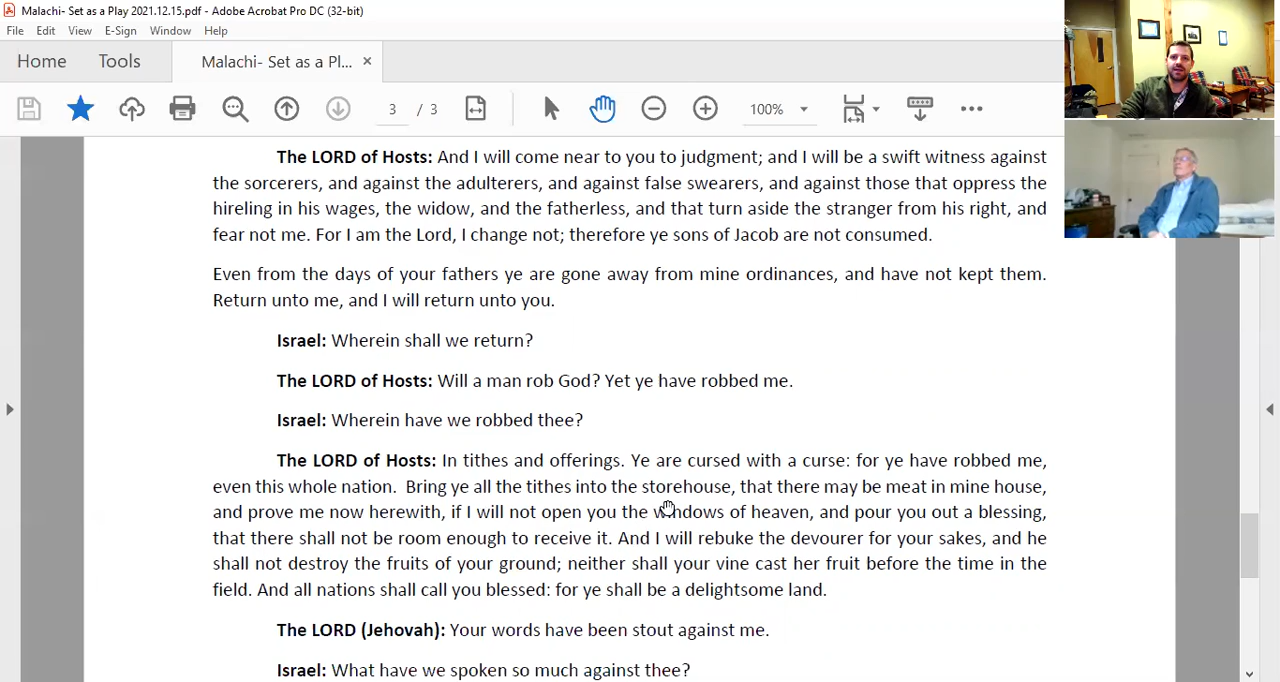 Malachi- Set as a Play 2021.12.15.pdf - Adobe Acrobat Pro DC (32-bit)
File Edit View E-Sign Window Help
Home Tools Malachi- Set as a Pl... ×
3 / 3 100%
The LORD of Hosts: And I will come near to you to judgment; and I will be a swift witness against
the sorcerers, and against the adulterers, and against false swearers, and against those that oppress the
hireling in his wages, the widow, and the fatherless, and that turn aside the stranger from his right, and
fear not me. For I am the Lord, I change not; therefore ye sons of Jacob are not consumed.
Even from the days of your fathers ye are gone away from mine ordinances, and have not kept them.
Return unto me, and I will return unto you.
Israel: Wherein shall we return?
The LORD of Hosts: Will a man rob God? Yet ye have robbed me.
Israel: Wherein have we robbed thee?
The LORD of Hosts: In tithes and offerings. Ye are cursed with a curse: for ye have robbed me,
even this whole nation. Bring ye all the tithes into the storehouse, that there may be meat in mine house,
and prove me now herewith, if I will not open you the windows of heaven, and pour you out a blessing,
that there shall not be room enough to receive it. And I will rebuke the devourer for your sakes, and he
shall not destroy the fruits of your ground; neither shall your vine cast her fruit before the time in the
field. And all nations shall call you blessed: for ye shall be a delightsome land.
The LORD (Jehovah): Your words have been stout against me.
Israel: What have we spoken so much against thee?